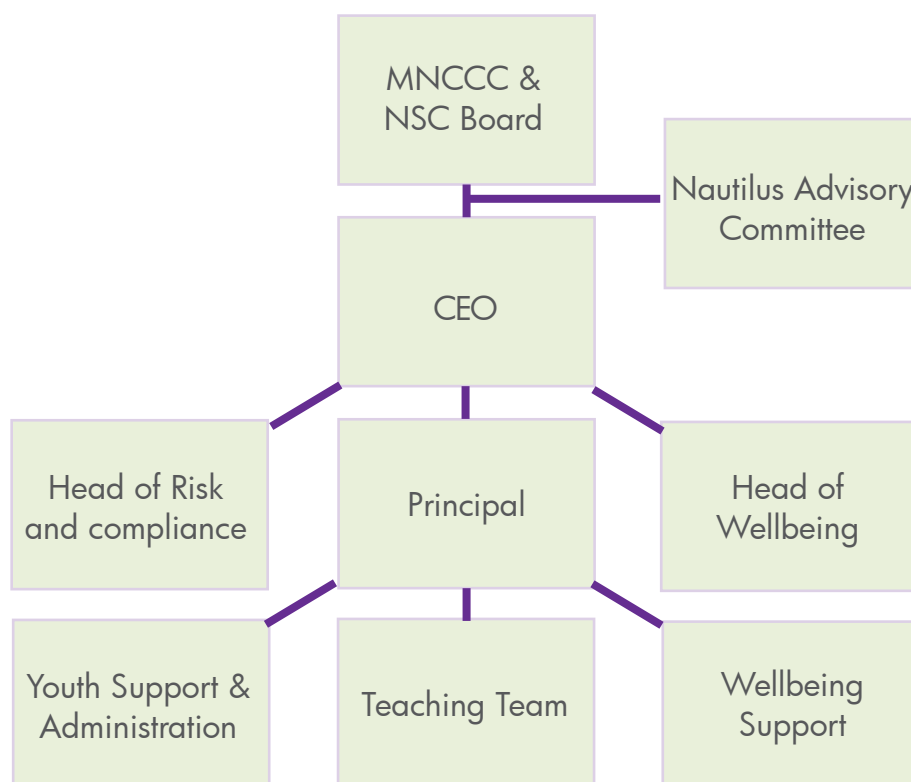 MNCCC &
NSC Board
Nautilus Advisory
Committee
CEO
Head of Risk
and compliance
Principal
Head of
Wellbeing
Youth Support &
Administration
Teaching Team
Wellbeing
Support